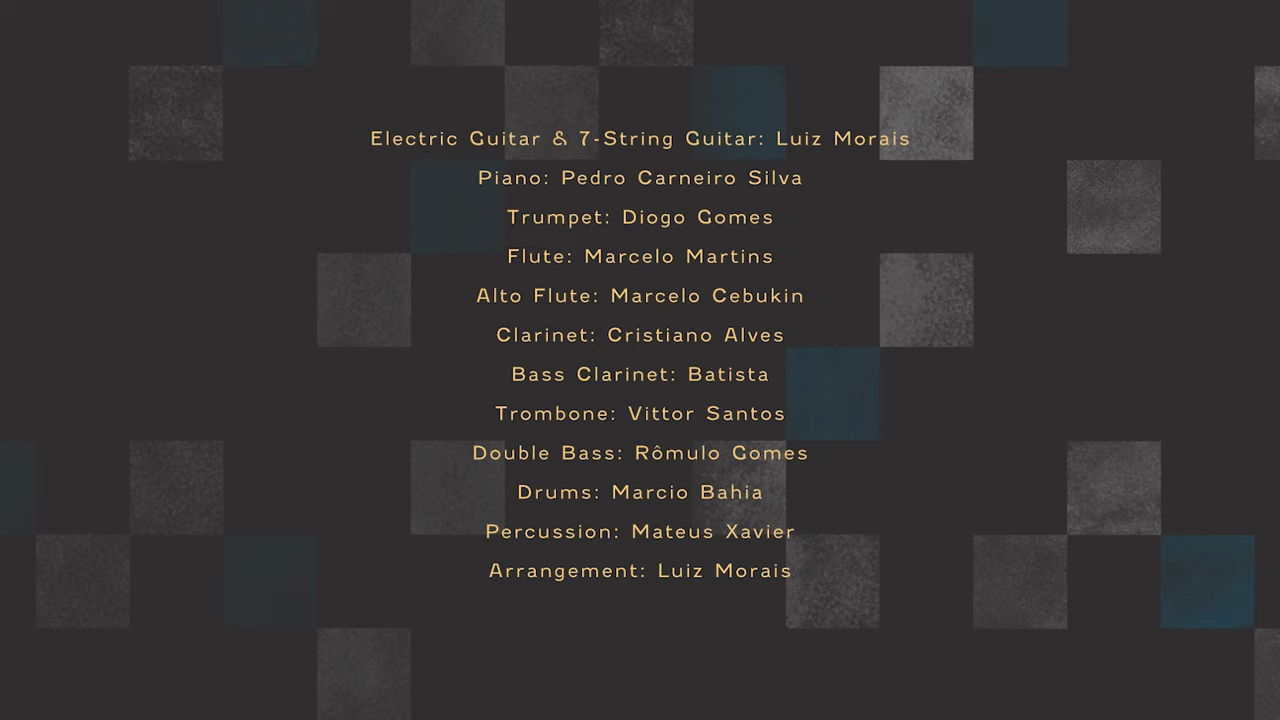 Electric Guitar & 7-String Guitar: Luiz Morais
Piano: Pedro Carneiro Silva
Trumpet: Diogo Gomes
Flute: Marcelo Martins
Alto Flute: Marcelo Cebukin
Clarinet: Cristiano Alves
Bass Clarinet: Batista
Trombone: Vittor Santos
Double Bass: Rômulo Gomes
Drums: Marcio Bahia
Percussion: Mateus Xavier
Arrangement: Luiz Morais